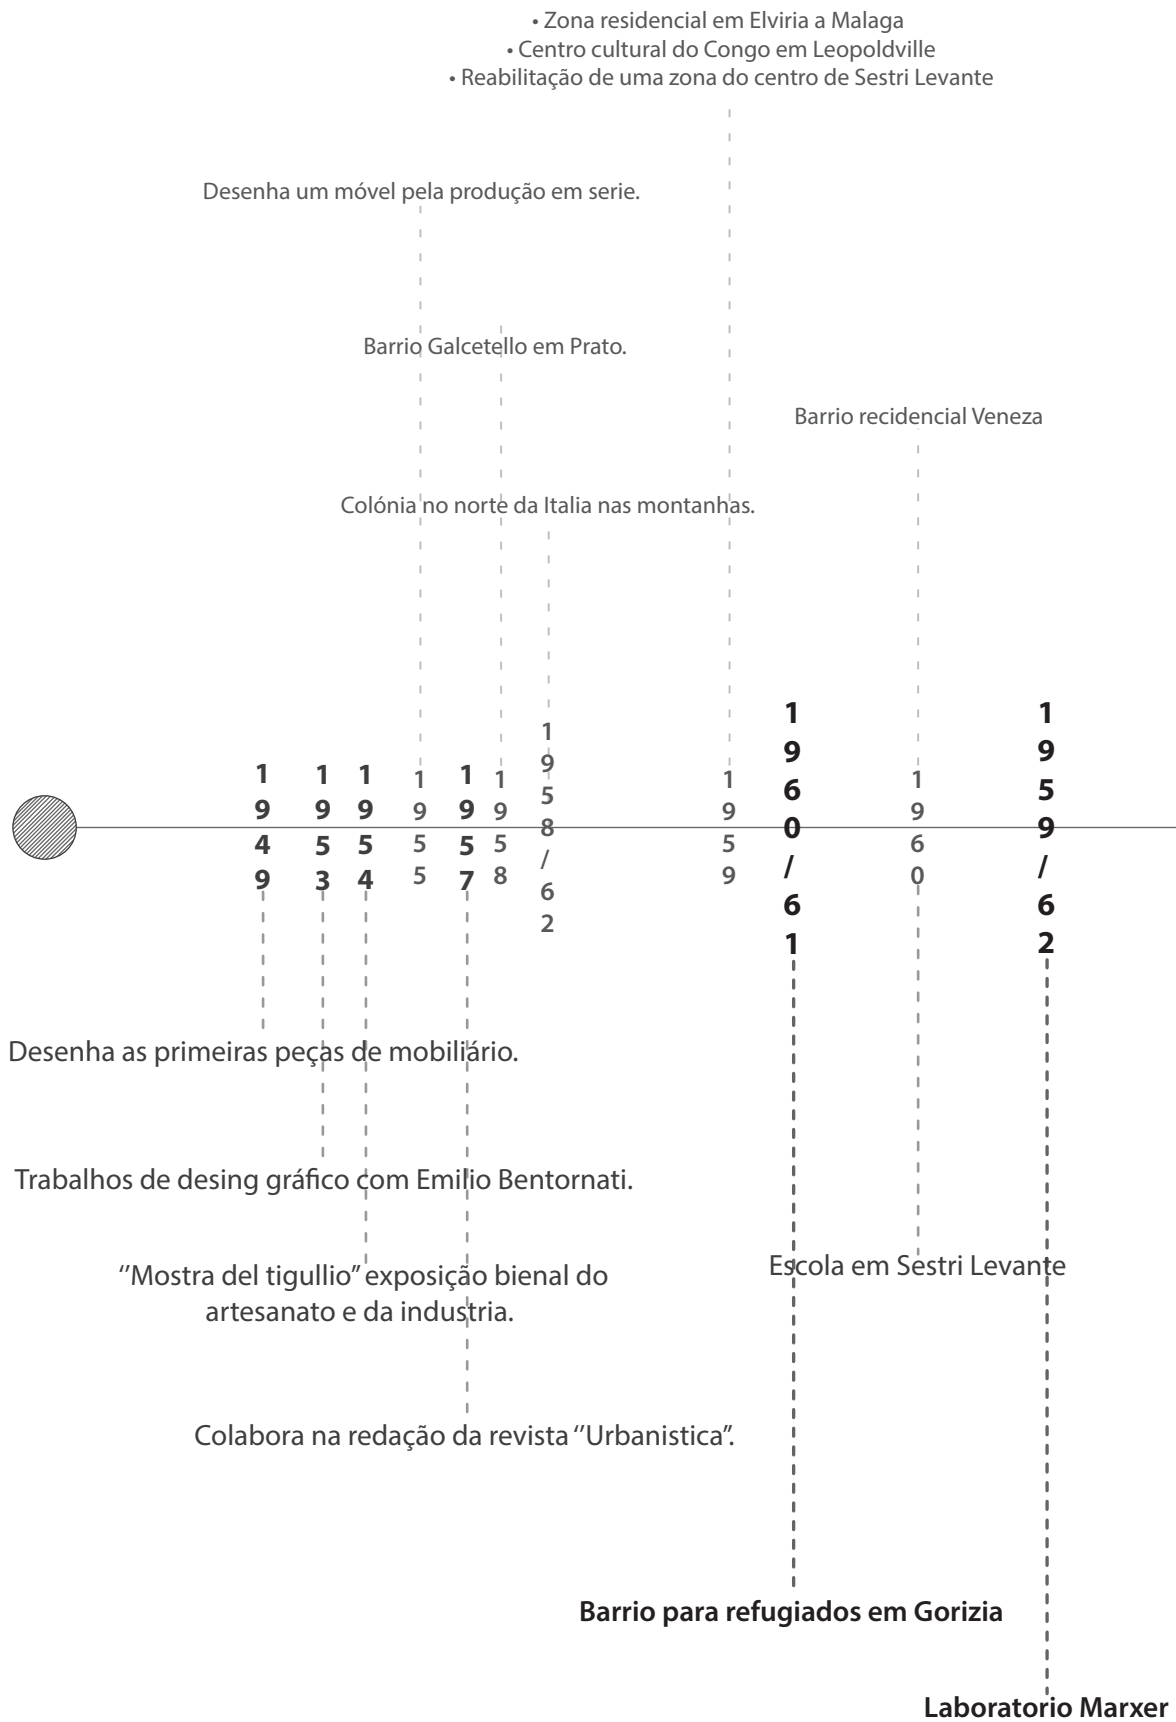 • Zona residencial em Elviria a Malaga
• Centro cultural do Congo em Leopoldville
• Reabilitação de uma zona do centro de Sestri Levante
Desenha um móvel pela produção em serie.
Barrio Galcetello em Prato.
Barrio recidencial Veneza
Colónia no norte da Italia nas montanhas.
1949
1953
1954
1955
1957
1958
1958/62
1959
1960/61
1960
1959/62
Desenha as primeiras peças de mobiliário.
Trabalhos de desing gráfico com Emilio Bentornati.
‘’Mostra del tigullio’’ exposição bienal do
artesanato e da industria.
Escola em Sestri Levante
Colabora na redação da revista ‘’Urbanistica’’.
Barrio para refugiados em Gorizia
Laboratorio Marxer